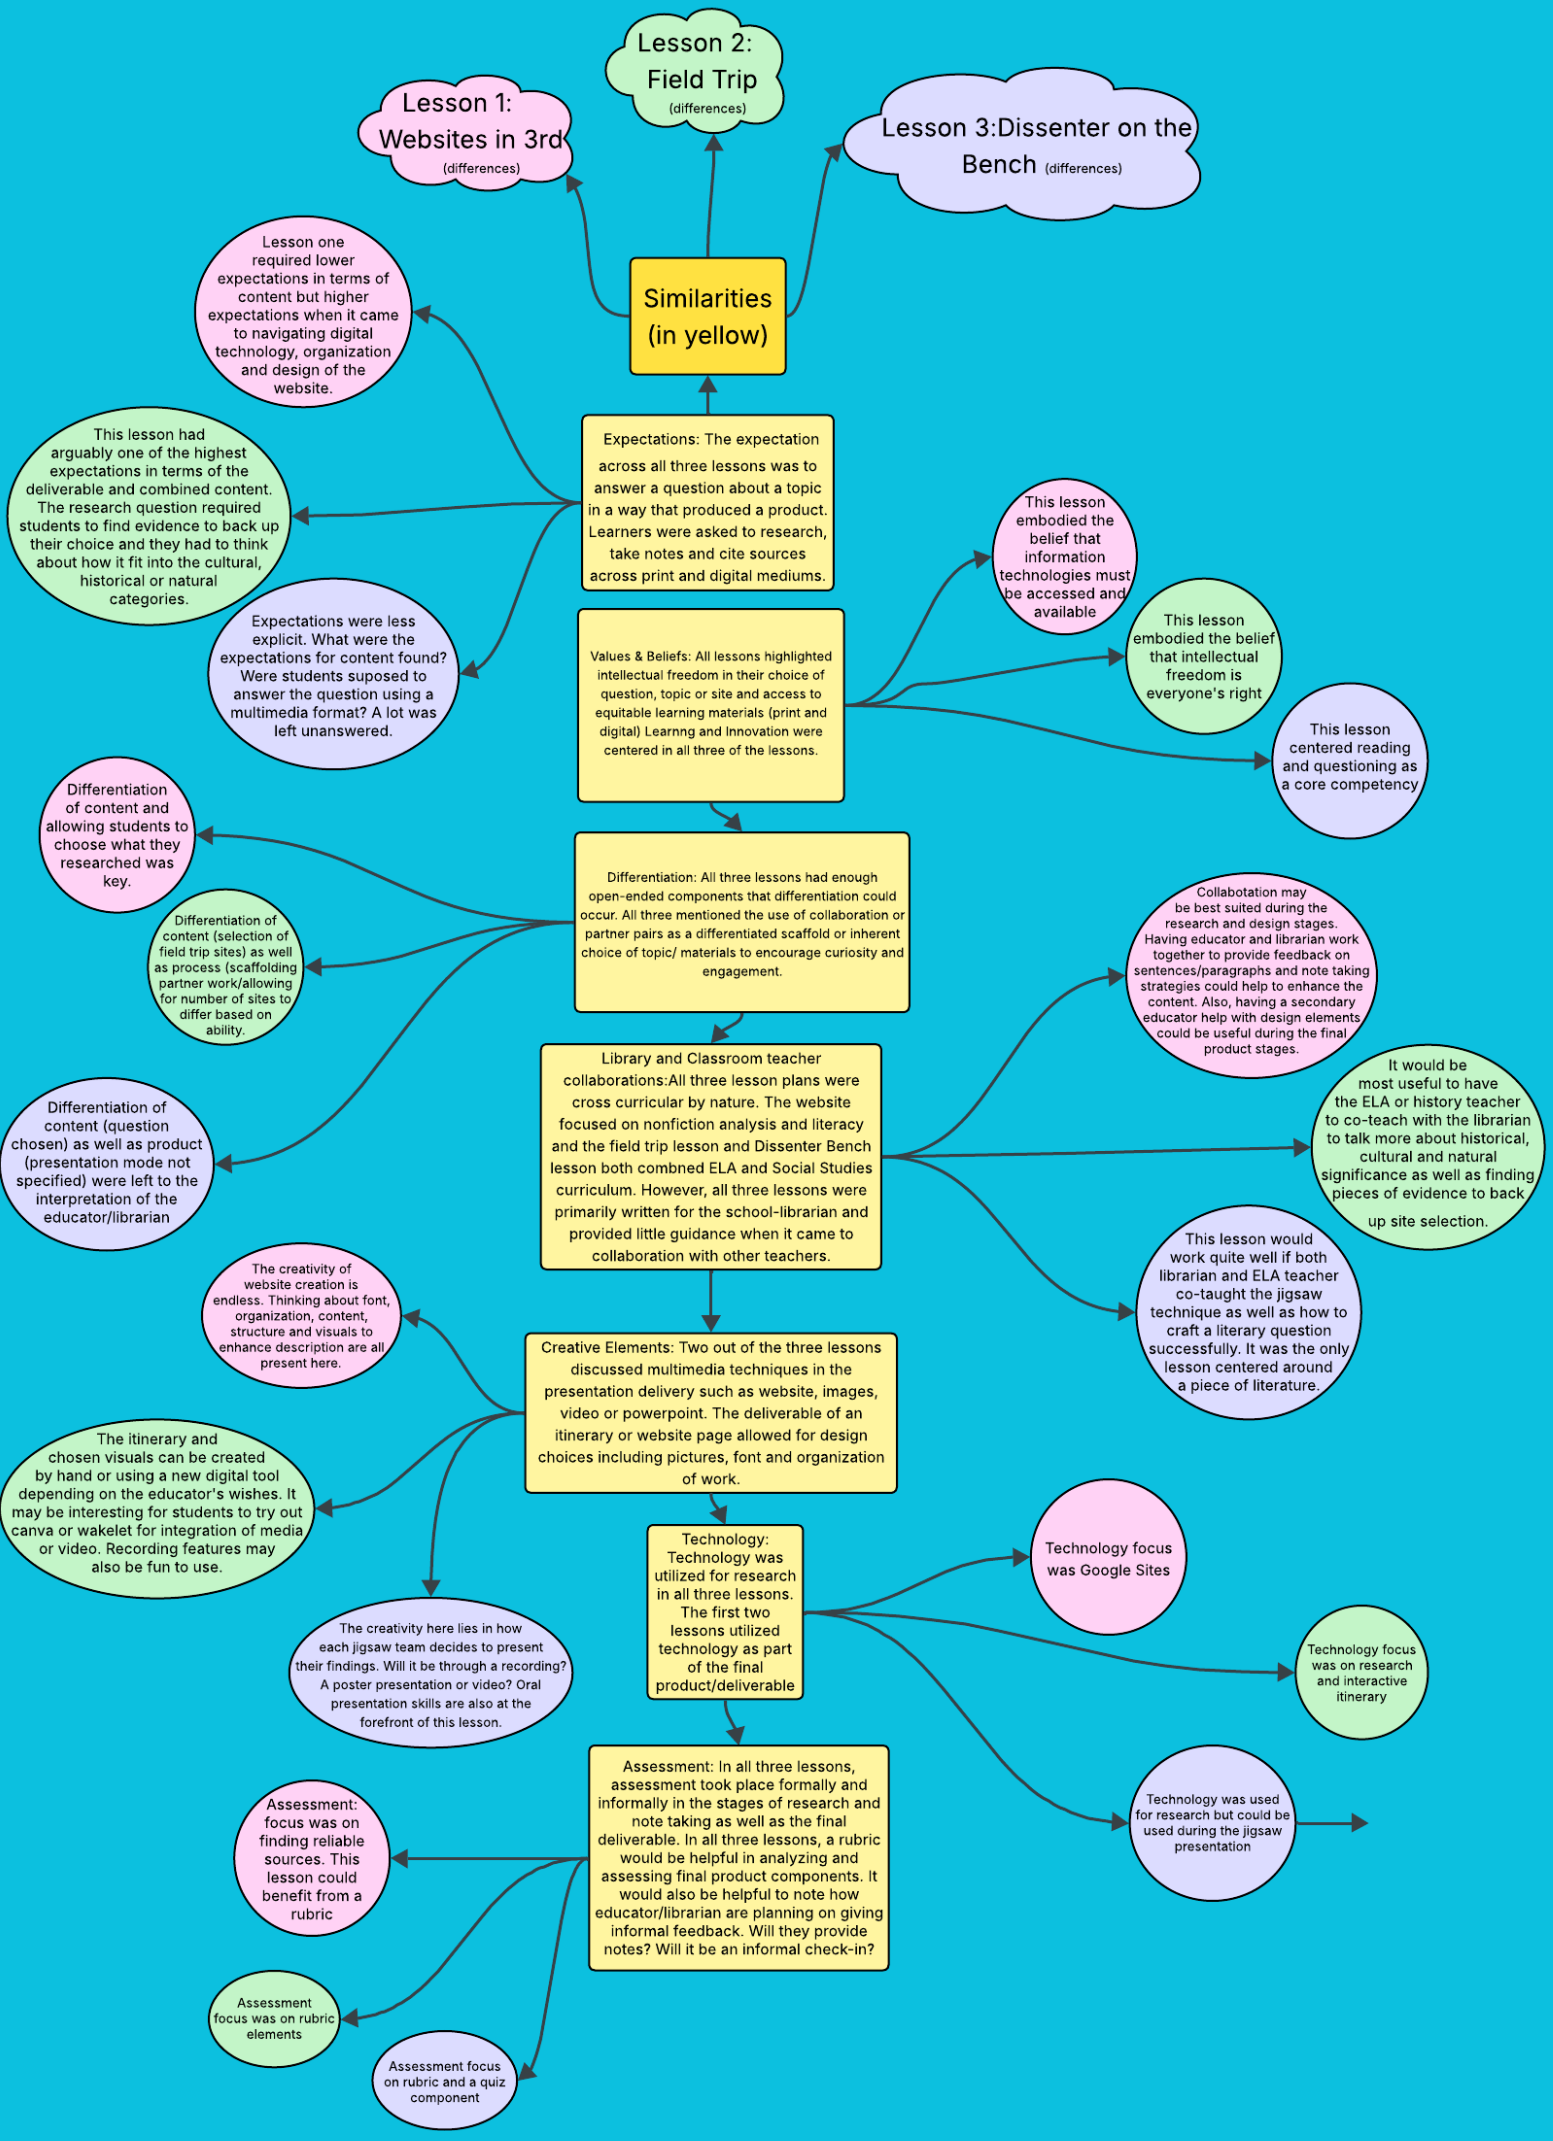 Lesson 2:
Field Trip
(differences)
Lesson 1:
Websites in 3rd
(differences)
Lesson 3:Dissenter on the
Bench (differences)
Similarities
(in yellow)
Lesson one
required lower
expectations in terms of
content but higher
expectations when it came
to navigating digital
technology, organization
and design of the
website.
Expectations: The expectation
across all three lessons was to
answer a question about a topic
in a way that produced a product.
Learners were asked to research,
take notes and cite sources
across print and digital mediums.
This lesson had
arguably one of the highest
expectations in terms of the
deliverable and combined content.
The research question required
students to find evidence to back up
their choice and they had to think
about how it fit into the cultural,
historical or natural
categories.
Expectations were less
explicit. What were the
expectations for content found?
Were students suposed to
answer the question using a
multimedia format? A lot was
left unanswered.
Values & Beliefs: All lessons highlighted
intellectual freedom in their choice of
question, topic or site and access to
equitable learning materials (print and
digital) Learnng and Innovation were
centered in all three of the lessons.
This lesson
embodied the
belief that
information
technologies must
be accessed and
available
This lesson
embodied the belief
that intellectual
freedom is
everyone's right
This lesson
centered reading
and questioning as
a core competency
Differentiation
of content and
allowing students to
choose what they
researched was
key.
Differentiation: All three lessons had enough
open-ended components that differentiation could
occur. All three mentioned the use of collaboration or
partner pairs as a differentiated scaffold or inherent
choice of topic/ materials to encourage curiosity and
engagement.
Differentiation of
content (selection of
field trip sites) as well
as process (scaffolding
partner work/allowing
for number of sites to
differ based on
ability.
Differentiation of
content (question
chosen) as well as product
(presentation mode not
specified) were left to the
interpretation of the
educator/librarian
Library and Classroom teacher
collaborations:All three lesson plans were
cross curricular by nature. The website
focused on nonfiction analysis and literacy
and the field trip lesson and Dissenter Bench
lesson both combned ELA and Social Studies
curriculum. However, all three lessons were
primarily written for the school-librarian and
provided little guidance when it came to
collaboration with other teachers.
Collabotation may
be best suited during the
research and design stages.
Having educator and librarian work
together to provide feedback on
sentences/paragraphs and note taking
strategies could help to enhance the
content. Also, having a secondary
educator help with design elements
could be useful during the final
product stages.
It would be
most useful to have
the ELA or history teacher
to co-teach with the librarian
to talk more about historical,
cultural and natural
significance as well as finding
pieces of evidence to back
up site selection.
This lesson would
work quite well if both
librarian and ELA teacher
co-taught the jigsaw
technique as well as how to
craft a literary question
successfully. It was the only
lesson centered around
a piece of literature.
The creativity of
website creation is
endless. Thinking about font,
organization, content,
structure and visuals to
enhance description are all
present here.
Creative Elements: Two out of the three lessons
discussed multimedia techniques in the
presentation delivery such as website, images,
video or powerpoint. The deliverable of an
itinerary or website page allowed for design
choices including pictures, font and organization
of work.
The itinerary and
chosen visuals can be created
by hand or using a new digital tool
depending on the educator's wishes. It
may be interesting for students to try out
canva or wakelet for integration of media
or video. Recording features may
also be fun to use.
The creativity here lies in how
each jigsaw team decides to present
their findings. Will it be through a recording?
A poster presentation or video? Oral
presentation skills are also at the
forefront of this lesson.
Technology:
Technology was
utilized for research
in all three lessons.
The first two
lessons utilized
technology as part
of the final
product/deliverable
Technology focus
was Google Sites
Technology focus
was on research
and interactive
itinerary
Technology was used
for research but could be
used during the jigsaw
presentation
Assessment: In all three lessons,
assessment took place formally and
informally in the stages of research and
note taking as well as the final
deliverable. In all three lessons, a rubric
would be helpful in analyzing and
assessing final product components. It
would also be helpful to note how
educator/librarian are planning on giving
informal feedback. Will they provide
notes? Will it be an informal check-in?
Assessment:
focus was on
finding reliable
sources. This
lesson could
benefit from a
rubric
Assessment
focus was on rubric
elements
Assessment focus
on rubric and a quiz
component